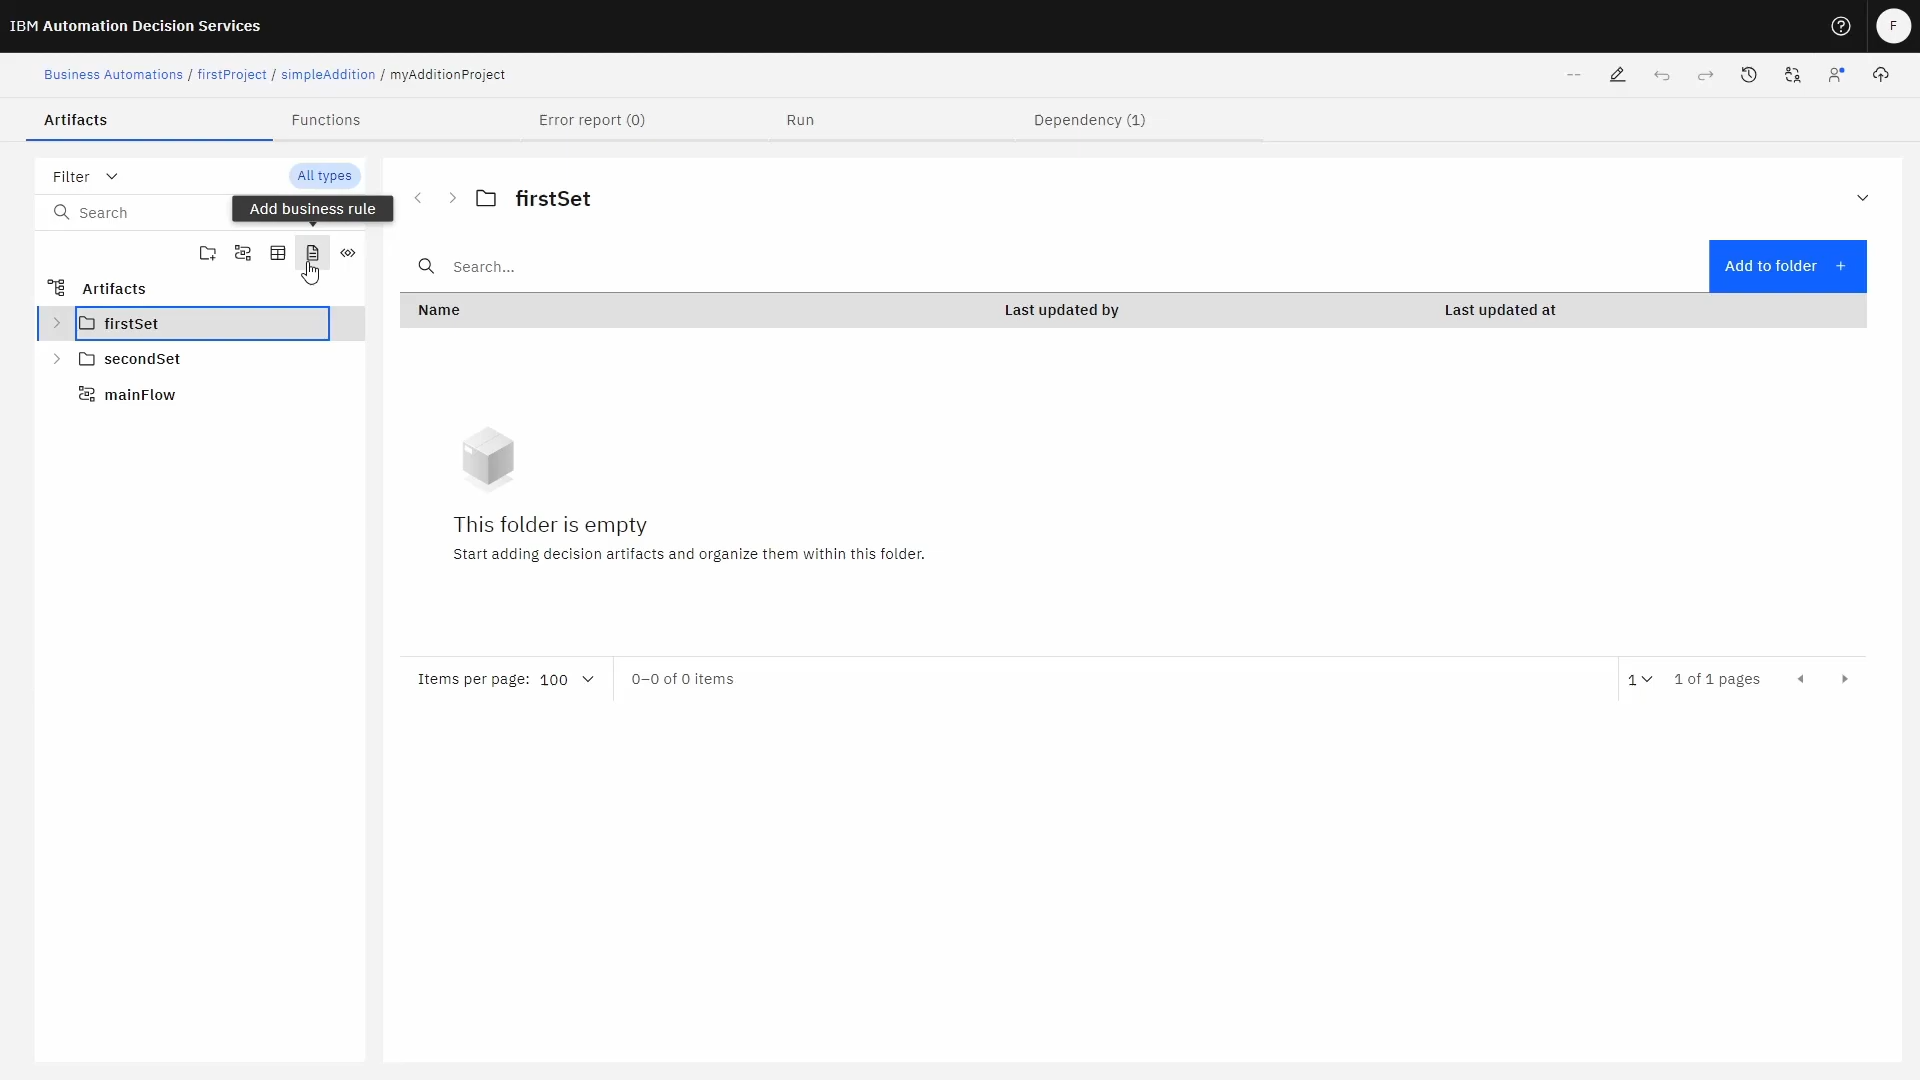 IBM Automation Decision Services
F
Business Automations / firstProject / simpleAddition / myAdditionProject
--
Artifacts
Functions
Error report (0)
Run
Dependency (1)
Filter
All types
Search
Add business rule
Artifacts
firstSet
secondSet
mainFlow
firstSet
Search...
Add to folder +
Name
Last updated by
Last updated at
This folder is empty
Start adding decision artifacts and organize them within this folder.
Items per page: 100
0–0 of 0 items
1
1 of 1 pages